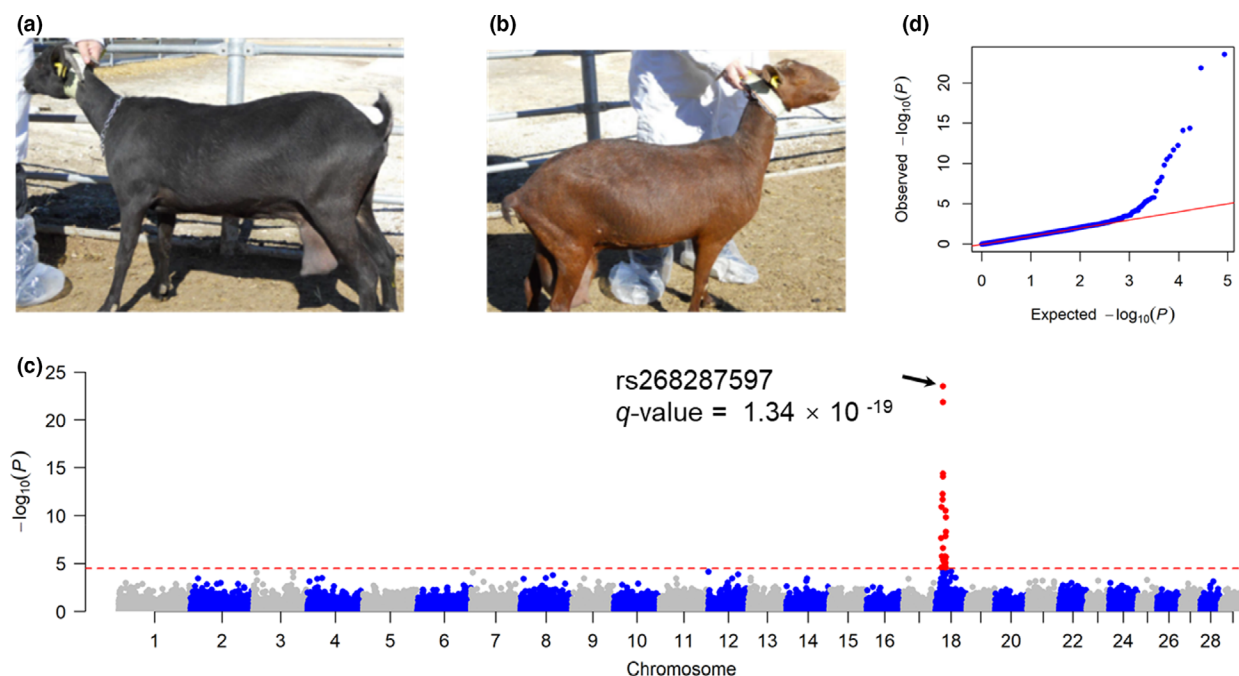 (a)
(b)
(d)
20
15
10
5
0
Observed −log10(P)
0 1 2 3 4 5
Expected −log10(P)
(c)
25
20
15
10
5
0
−log10(P)
rs268287597
q-value = 1.34 × 10 -19
1 2 3 4 5 6 7 8 9 10 11 12 13 14 15 16 18 20 22 24 26 28
Chromosome